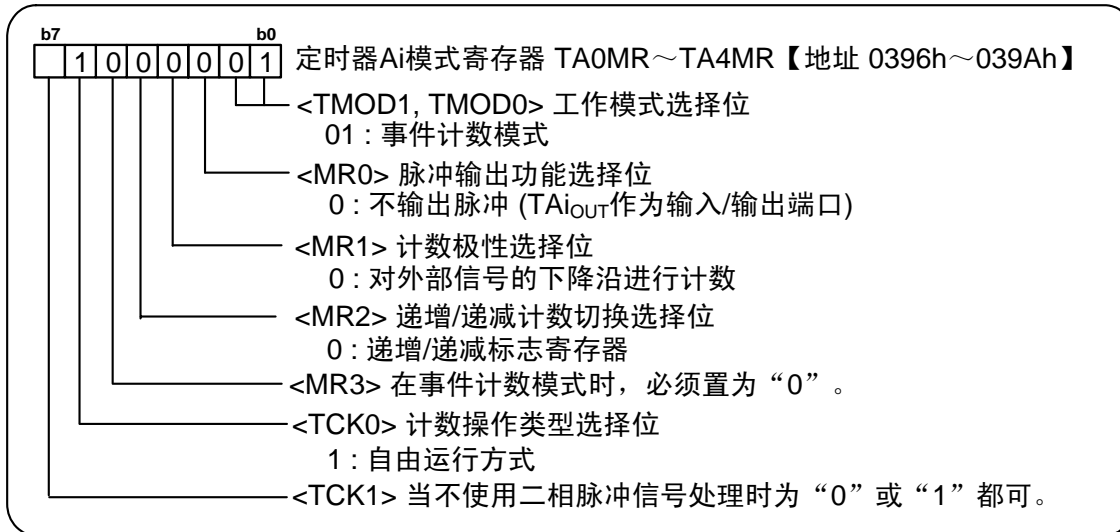 b7 b0
1 0 0 0 0 0 1 定时器Ai模式寄存器 TA0MR～TA4MR【地址 0396h～039Ah】
<TMOD1, TMOD0> 工作模式选择位
01 : 事件计数模式
<MR0> 脉冲输出功能选择位
0 : 不输出脉冲 (TAiOUT作为输入/输出端口)
<MR1> 计数极性选择位
0 : 对外部信号的下降沿进行计数
<MR2> 递增/递减计数切换选择位
0 : 递增/递减标志寄存器
<MR3> 在事件计数模式时，必须置为“0”。
<TCK0> 计数操作类型选择位
1 : 自由运行方式
<TCK1> 当不使用二相脉冲信号处理时为“0”或“1”都可。